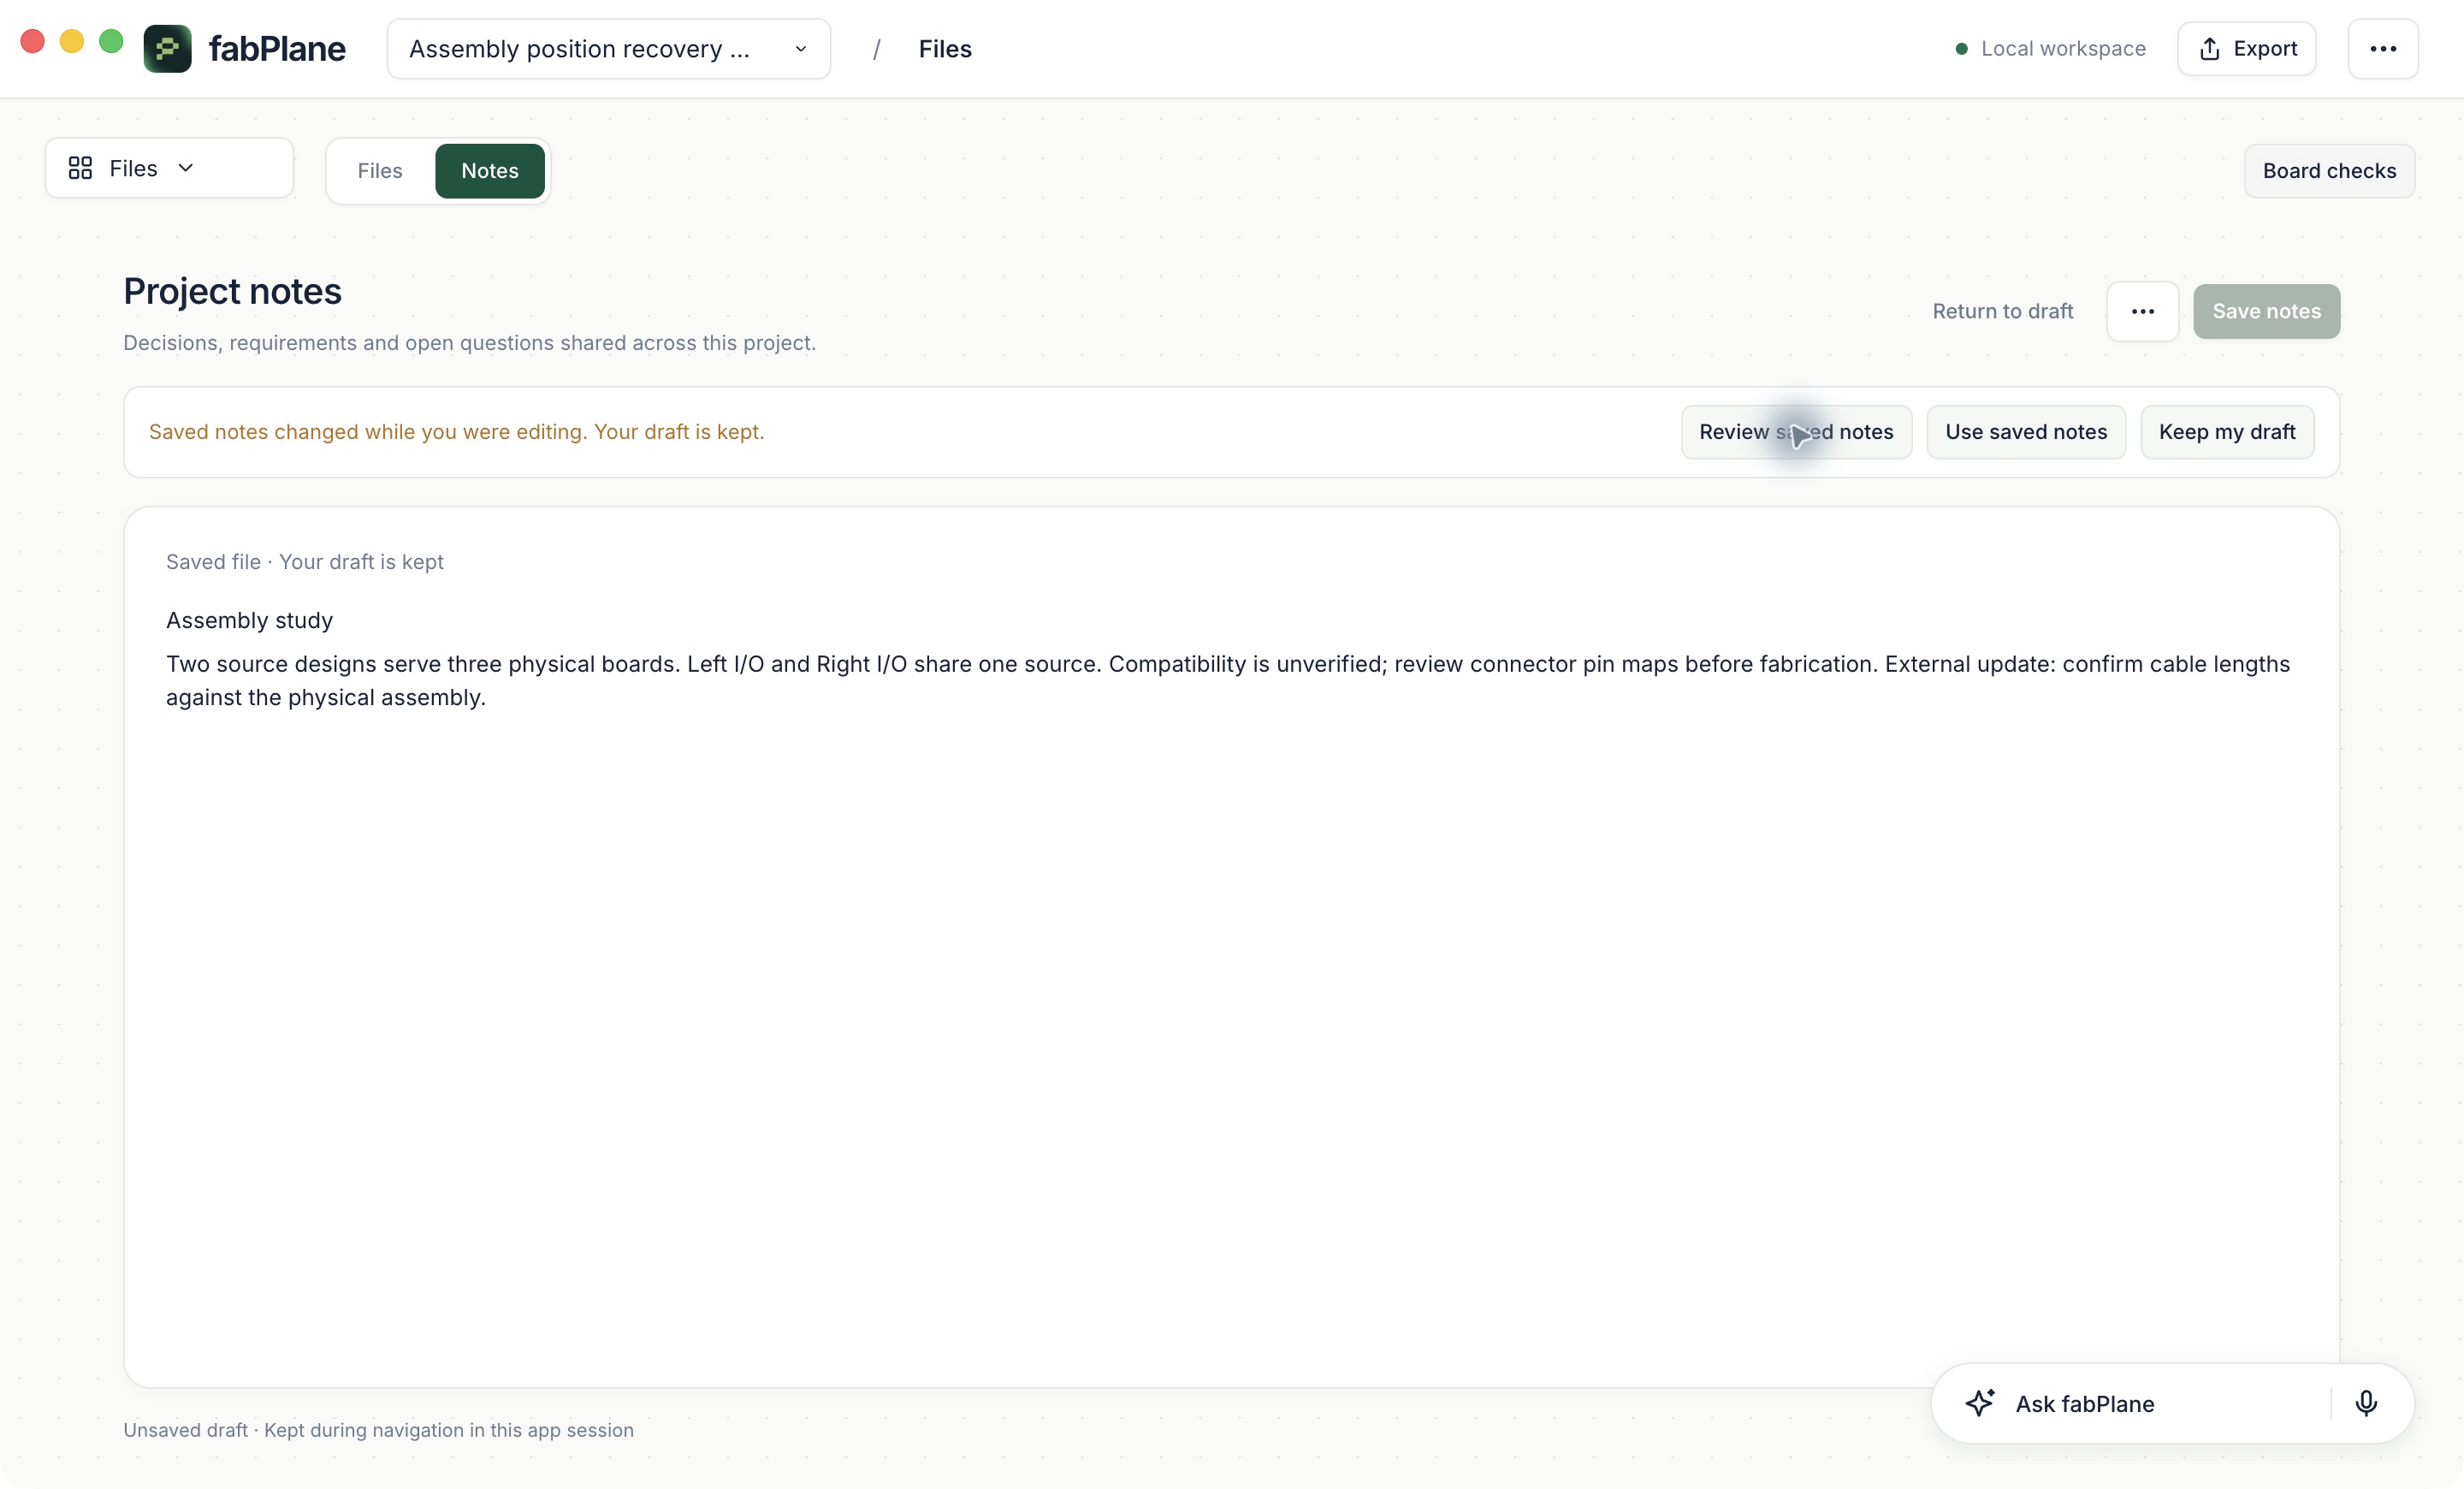 fabPlane
Assembly position recovery ...
/
Files
Local workspace
Export
Files
Files
Notes
Board checks
Project notes
Decisions, requirements and open questions shared across this project.
Return to draft
Save notes
Saved notes changed while you were editing. Your draft is kept.
Review saved notes
Use saved notes
Keep my draft
Saved file · Your draft is kept
Assembly study
Two source designs serve three physical boards. Left I/O and Right I/O share one source. Compatibility is unverified; review connector pin maps before fabrication. External update: confirm cable lengths
against the physical assembly.
Unsaved draft · Kept during navigation in this app session
Ask fabPlane